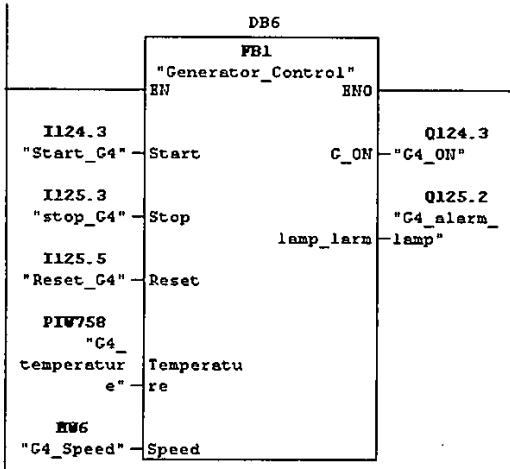 DB6
FB1
"Generator_Control"
EN ENO
I124.3 Q124.3
"Start_G4" Start G_ON "G4_ON"
I125.3 Q125.2
"stop_G4" Stop "G4_alarm_
lamp_larm lamp"
I125.5
"Reset_G4" Reset
PIW758
"G4_
temperatur Temperatu
e" re
MW6
"G4_Speed" Speed